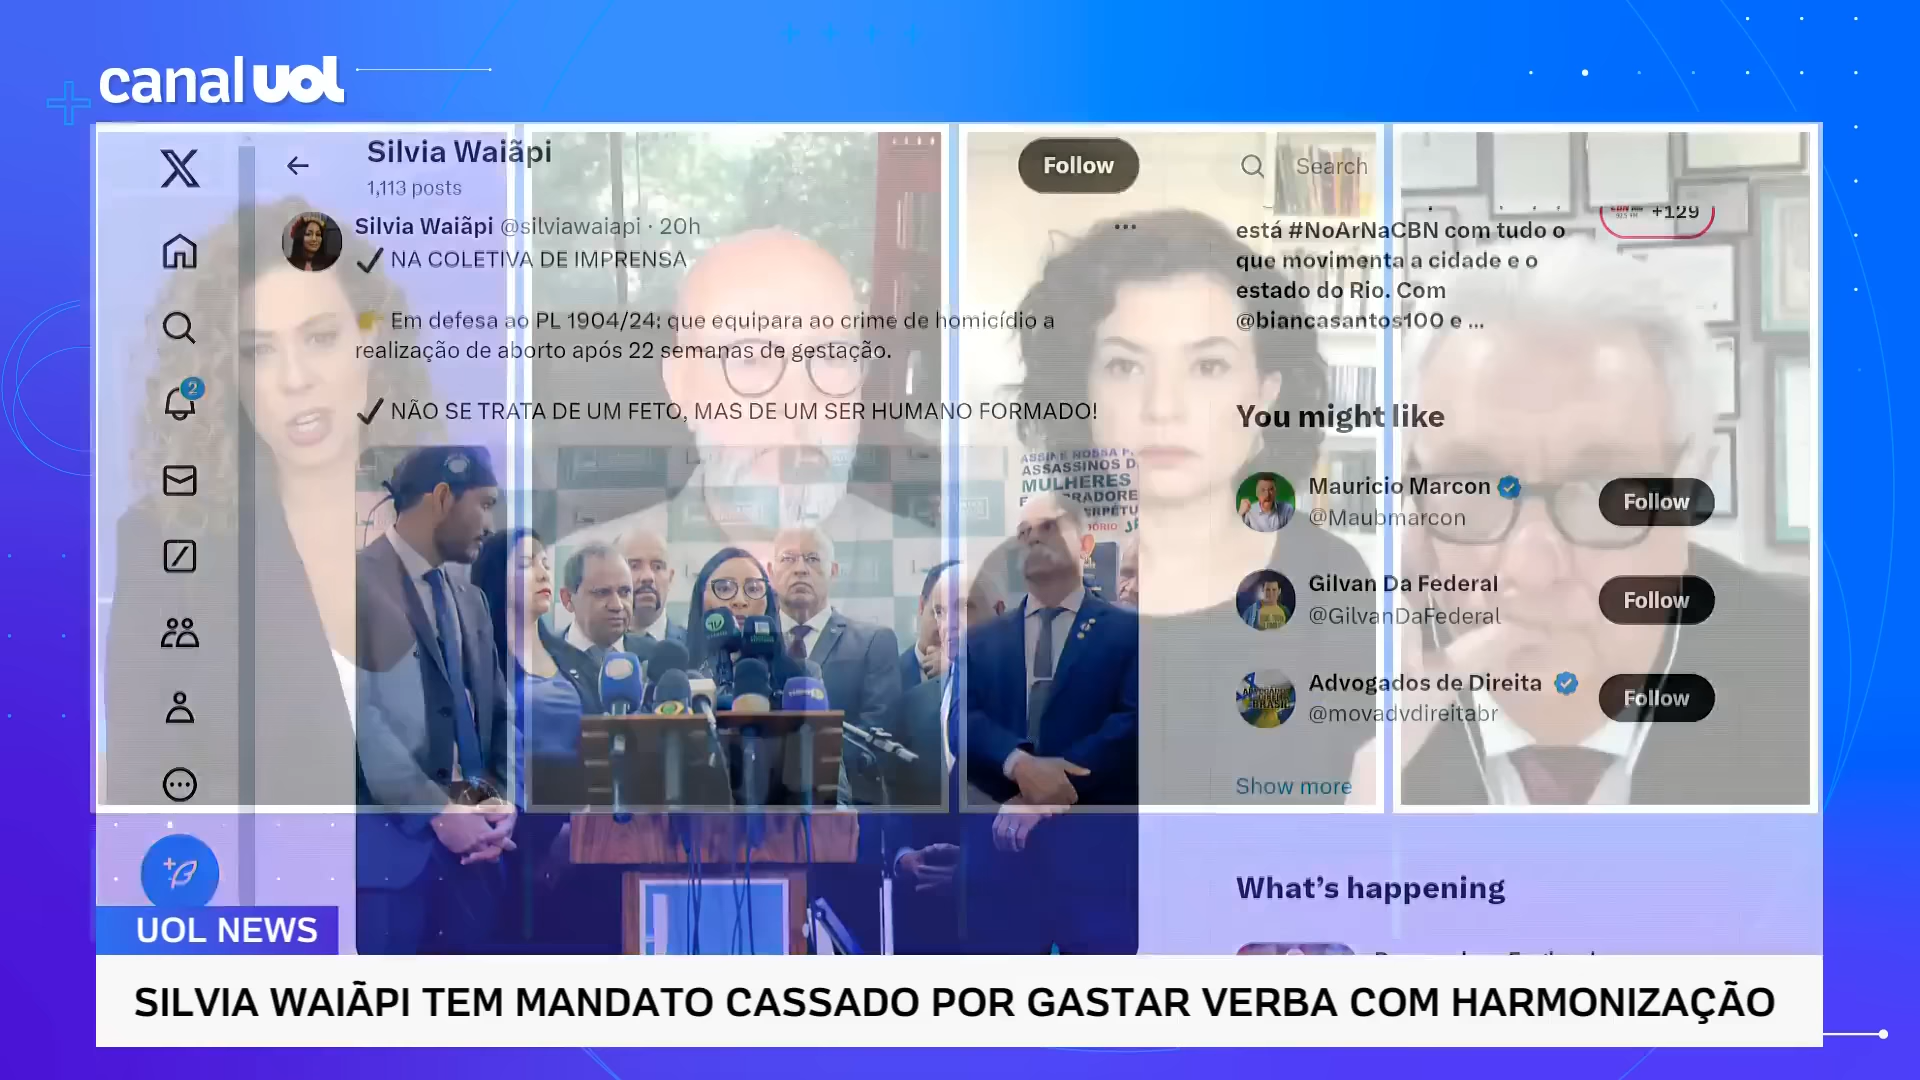 canal uol
Silvia Waiãpi
1,113 posts
Follow
Search
Silvia Waiãpi @silviawaiapi · 20h
NA COLETIVA DE IMPRENSA
Em defesa ao PL 1904/24: que equipara ao crime de homicídio a
realização de aborto após 22 semanas de gestação.
NÃO SE TRATA DE UM FETO, MAS DE UM SER HUMANO FORMADO!
2
ASSASSINOS D
MULHERES
+129
está #NoArNaCBN com tudo o
que movimenta a cidade e o
estado do Rio. Com
@biancasantos100 e ...
You might like
Mauricio Marcon
@Maubmarcon
Follow
Gilvan Da Federal
@GilvanDaFederal
Follow
Advogados de Direita
@movadvdireitabr
Follow
Show more
What's happening
UOL NEWS
SILVIA WAIÃPI TEM MANDATO CASSADO POR GASTAR VERBA COM HARMONIZAÇÃO